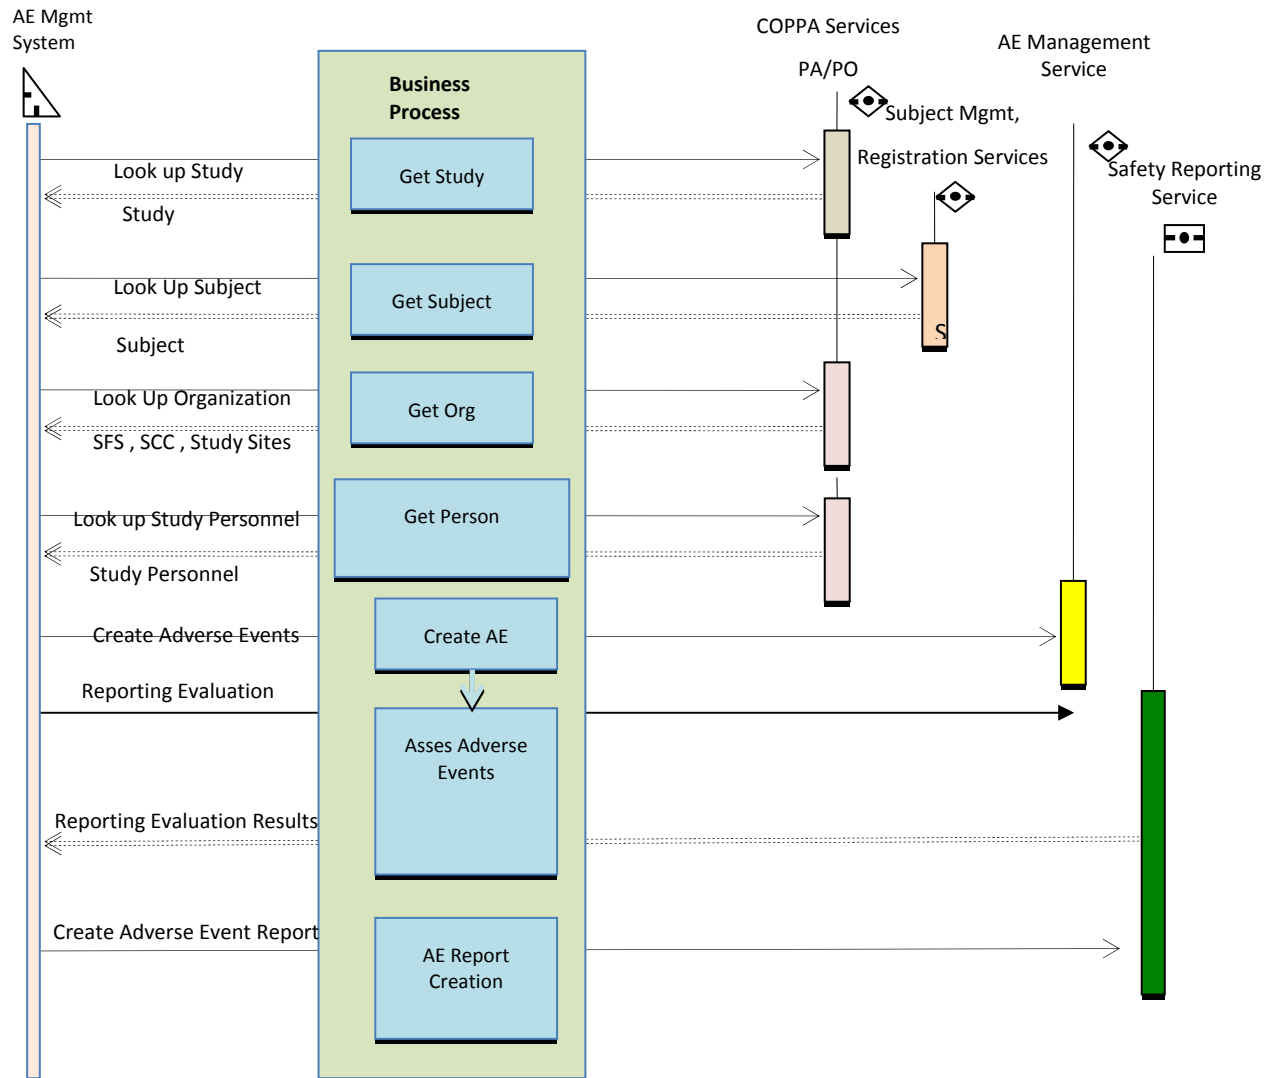 AE Mgmt
System
COPPA Services
PA/PO
AE Management
Service
Business
Process
Subject Mgmt,
Registration Services
Safety Reporting
Service
Look up Study
Get Study
Study
Look Up Subject
Get Subject
S
Subject
Look Up Organization
Get Org
SFS , SCC , Study Sites
Look up Study Personnel
Get Person
Study Personnel
Create Adverse Events
Create AE
Reporting Evaluation
Asses Adverse
Events
Reporting Evaluation Results
Create Adverse Event Report
AE Report
Creation